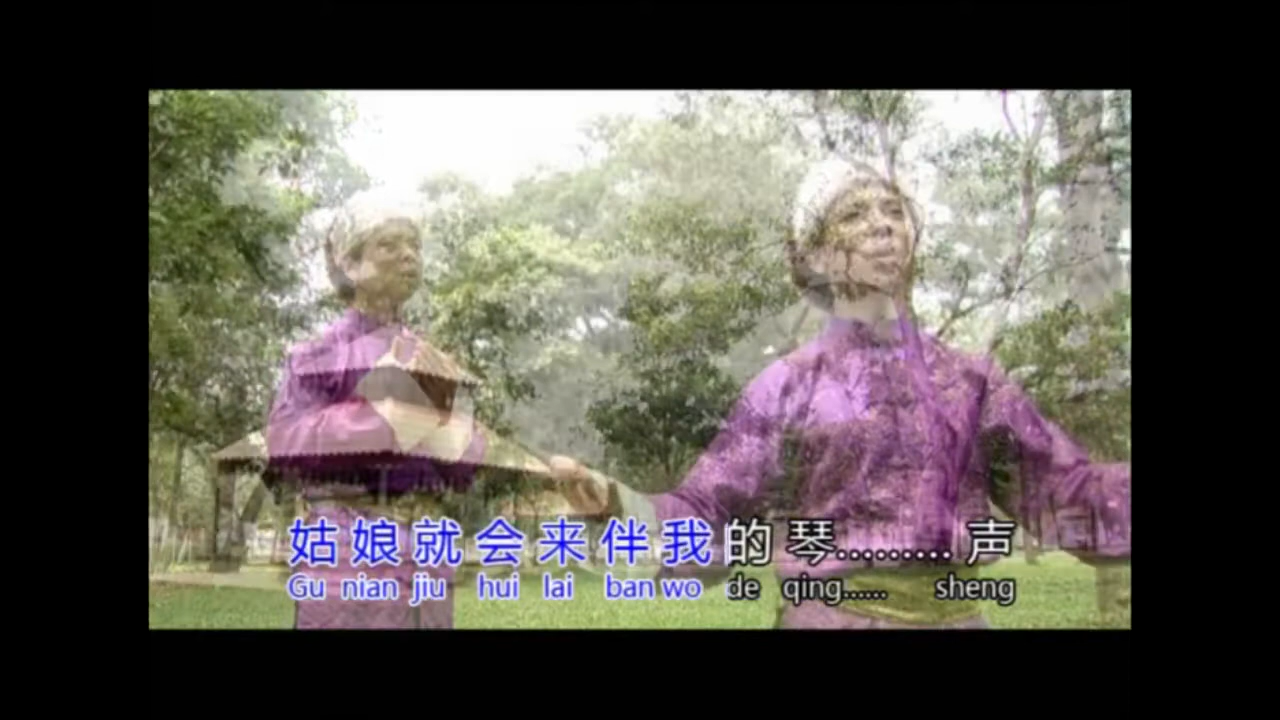 姑娘就会来伴我的琴.........声
Gu nian jiu hui lai ban wo de qing...... sheng